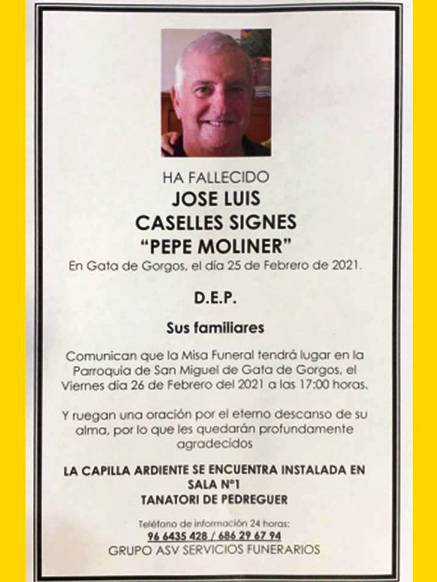 HA FALLECIDO
JOSE LUIS
CASELLES SIGNES
“PEPE MOLINER”
En Gata de Gorgos, el día 25 de Febrero de 2021.
D.E.P.
Sus familiares
Comunican que la Misa Funeral tendrá lugar en la
Parroquia de San Miguel de Gata de Gorgos, el
Viernes día 26 de Febrero del 2021 a las 17:00 horas.
Y ruegan una oración por el eterno descanso de su
alma, por lo que les quedarán profundamente
agradecidos
LA CAPILLA ARDIENTE SE ENCUENTRA INSTALADA EN
SALA Nº1
TANATORI DE PEDREGUER
Teléfono de información 24 horas:
96 6435 428 / 686 29 67 94
GRUPO ASV SERVICIOS FUNERARIOS